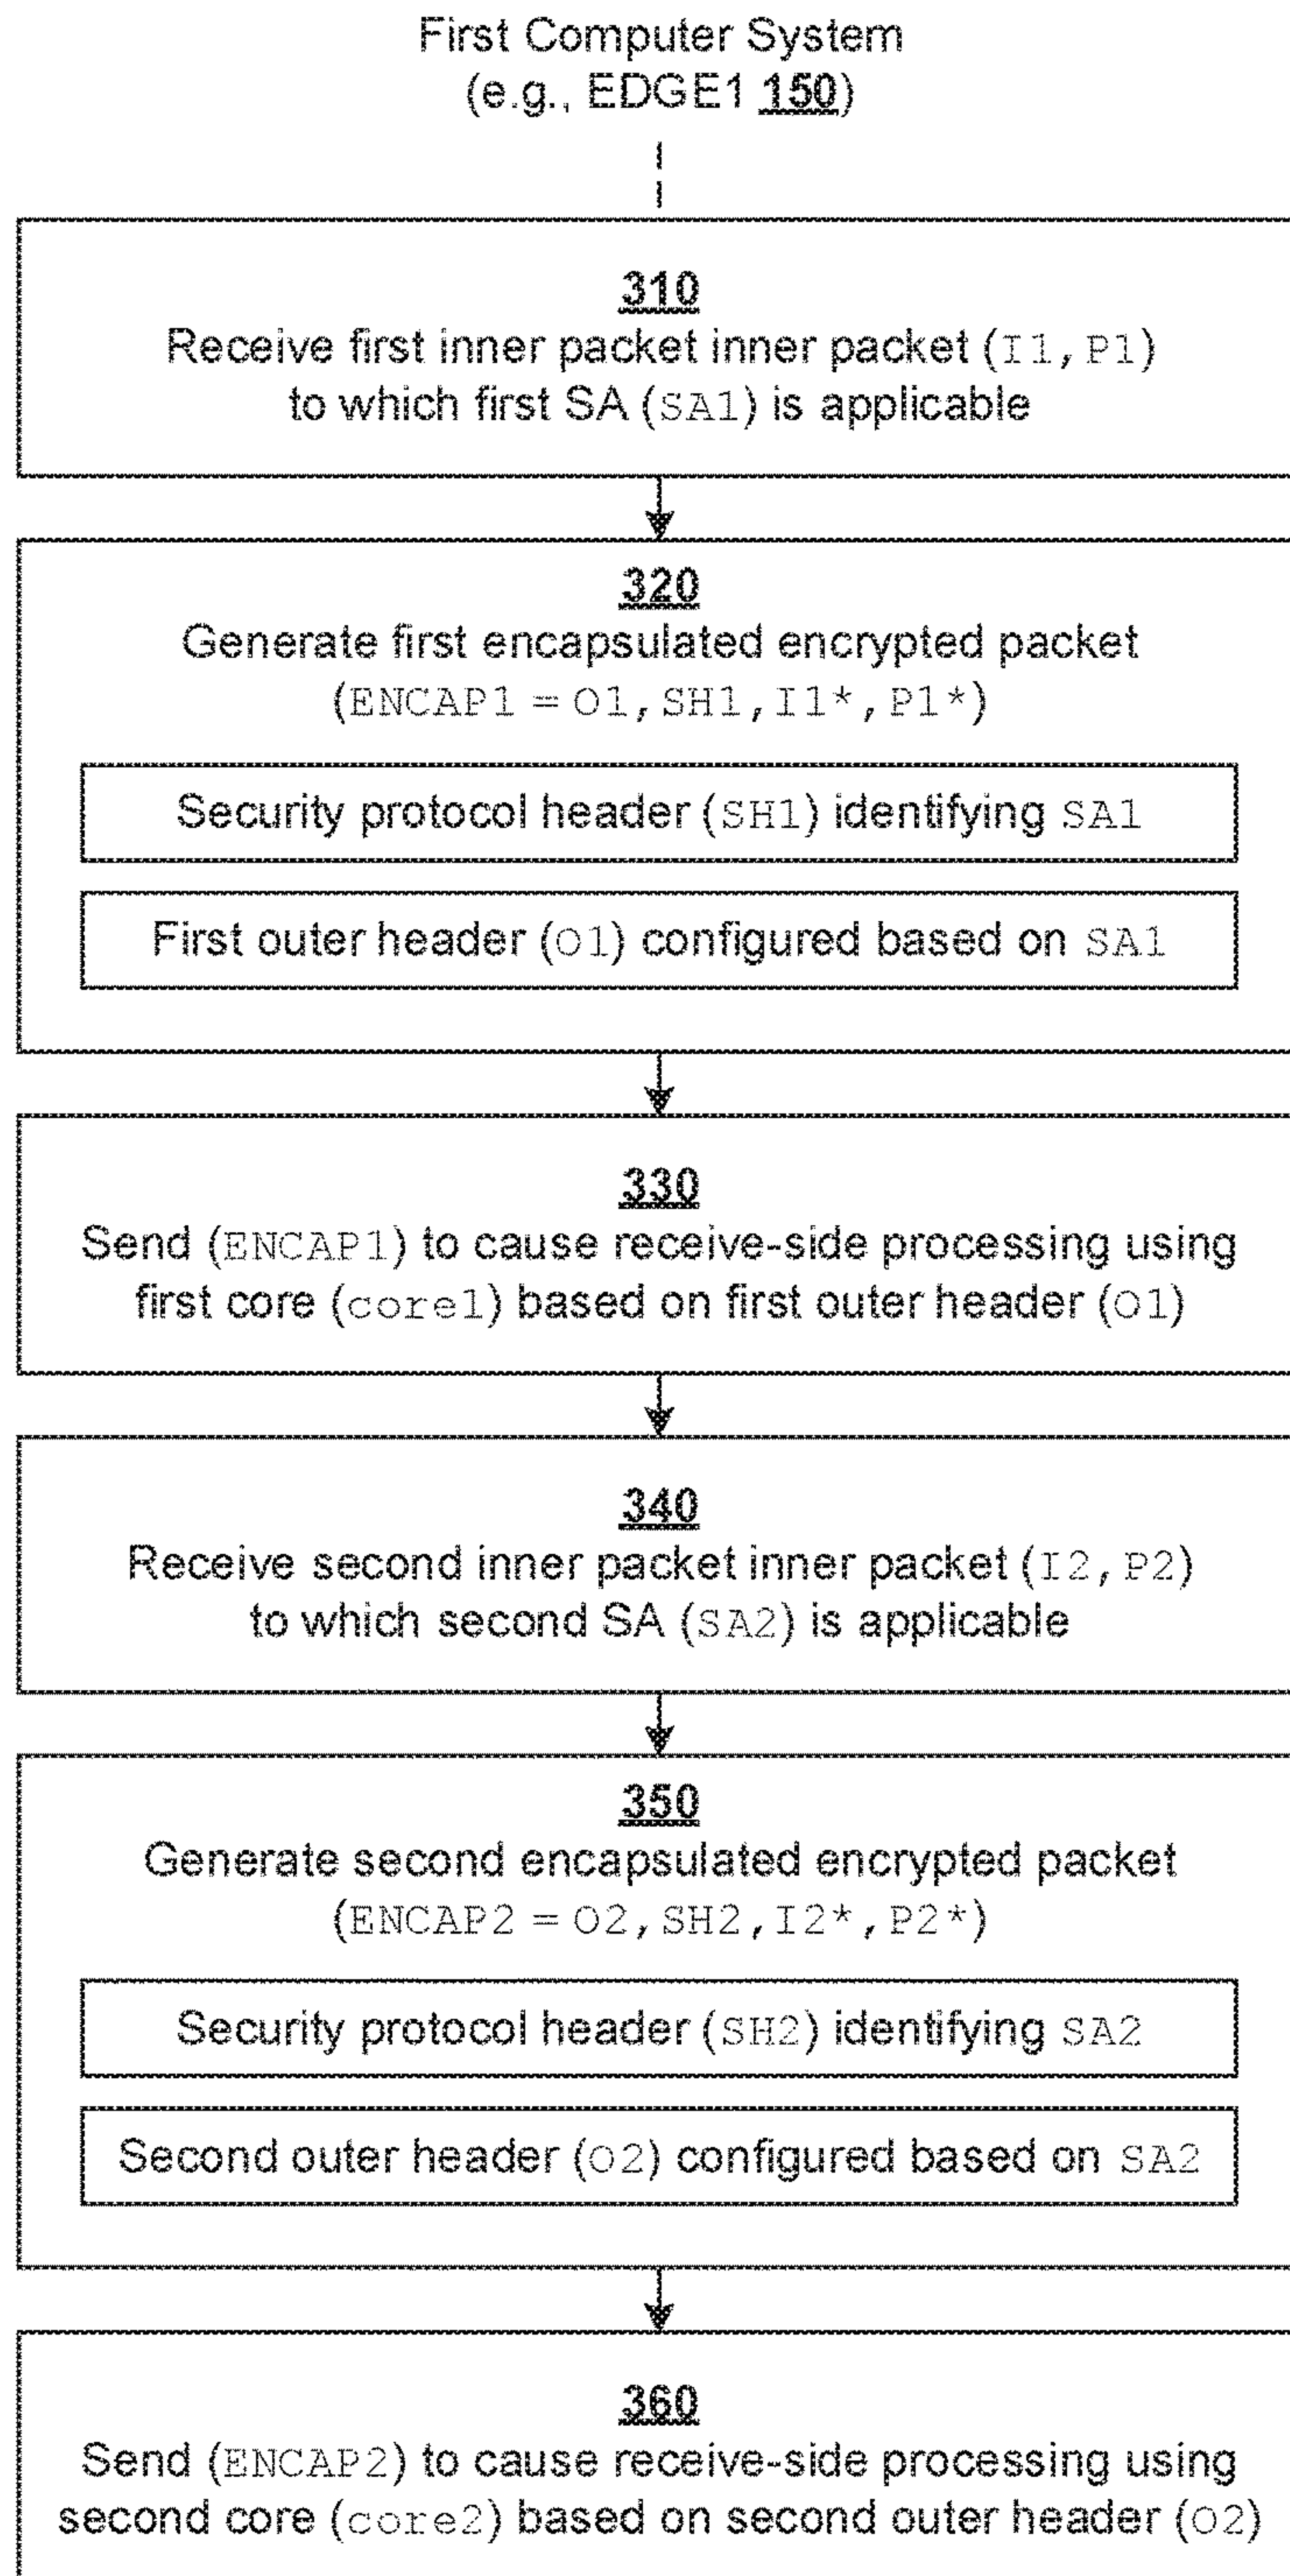 First Computer System
(e.g., EDGE1 150)
310
Receive first inner packet inner packet (I1, P1)
to which first SA (SA1) is applicable
320
Generate first encapsulated encrypted packet
(ENCAP1 = O1, SH1, I1*, P1*)
Security protocol header (SH1) identifying SA1
First outer header (O1) configured based on SA1
330
Send (ENCAP1) to cause receive-side processing using
first core (core1) based on first outer header (O1)
340
Receive second inner packet inner packet (I2, P2)
to which second SA (SA2) is applicable
350
Generate second encapsulated encrypted packet
(ENCAP2 = O2, SH2, I2*, P2*)
Security protocol header (SH2) identifying SA2
Second outer header (O2) configured based on SA2
360
Send (ENCAP2) to cause receive-side processing using
second core (core2) based on second outer header (O2)